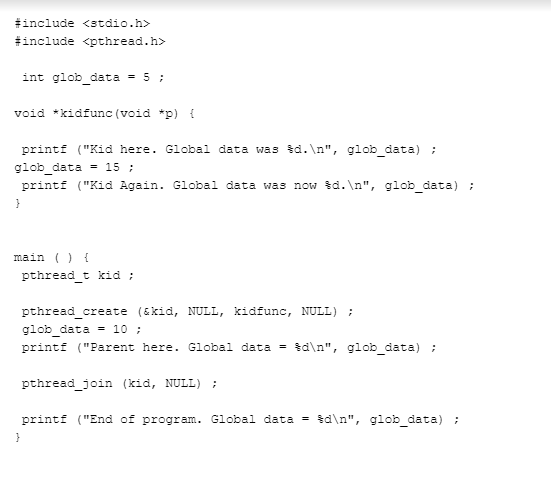 #include <stdio.h>
#include <pthread.h>
int glob_data = 5 ;
void *kidfunc(void *p) {
printf ("Kid here. Global data was %d.\n", glob_data) ;
glob_data = 15 ;
printf ("Kid Again. Global data was now %d.\n", glob_data) ;
}
main ( ) {
pthread_t kid ;
pthread_create (&kid, NULL, kidfunc, NULL) ;
glob_data = 10 ;
printf ("Parent here. Global data = %d\n", glob_data) ;
pthread_join (kid, NULL) ;
printf ("End of program. Global data = %d\n", glob_data) ;
}